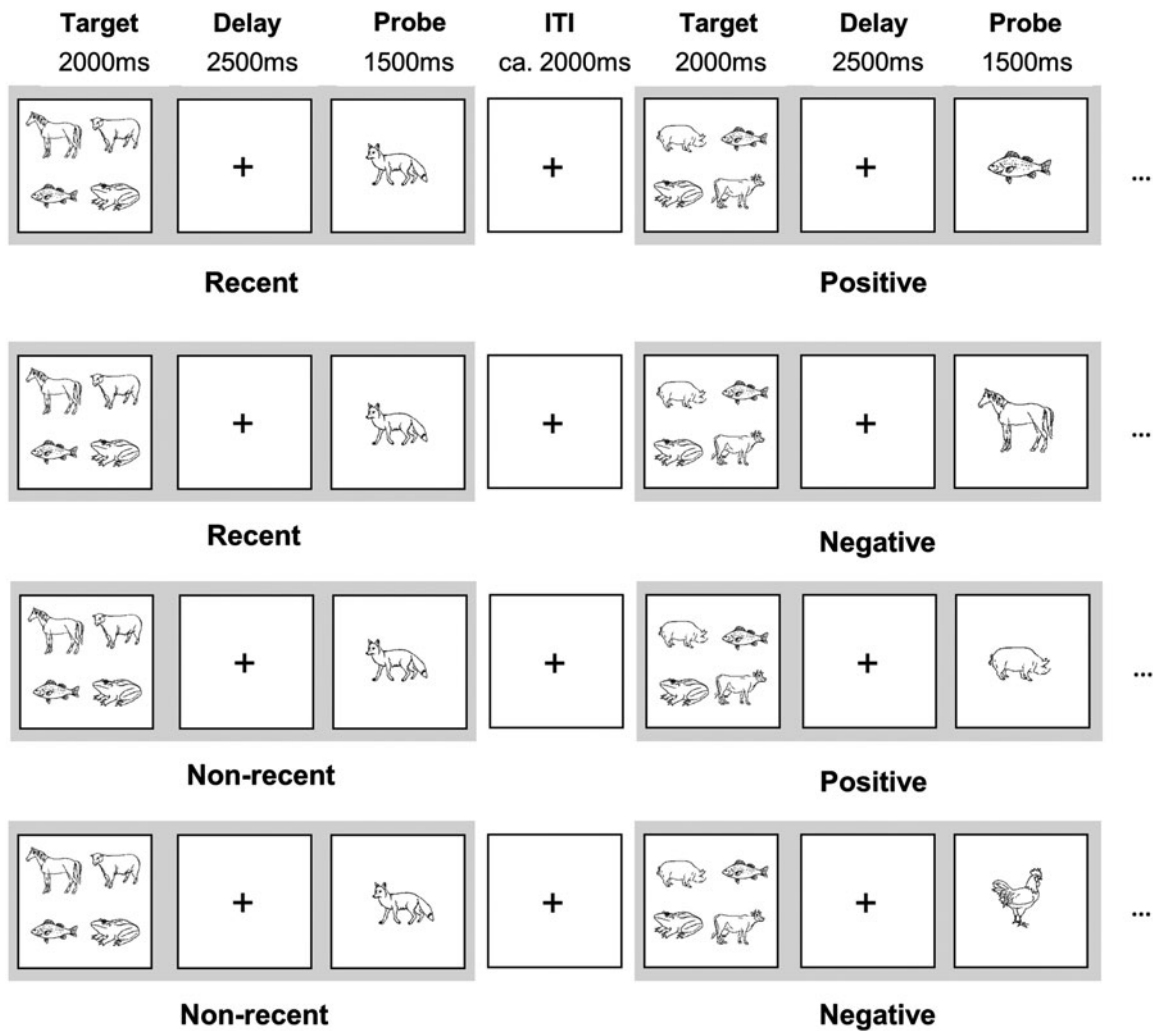 Target Delay Probe ITI Target Delay Probe
2000ms 2500ms 1500ms ca. 2000ms 2000ms 2500ms 1500ms
+ + + ...
Recent Positive
+ + + ...
Recent Negative
+ + + ...
Non-recent Positive
+ + + ...
Non-recent Negative